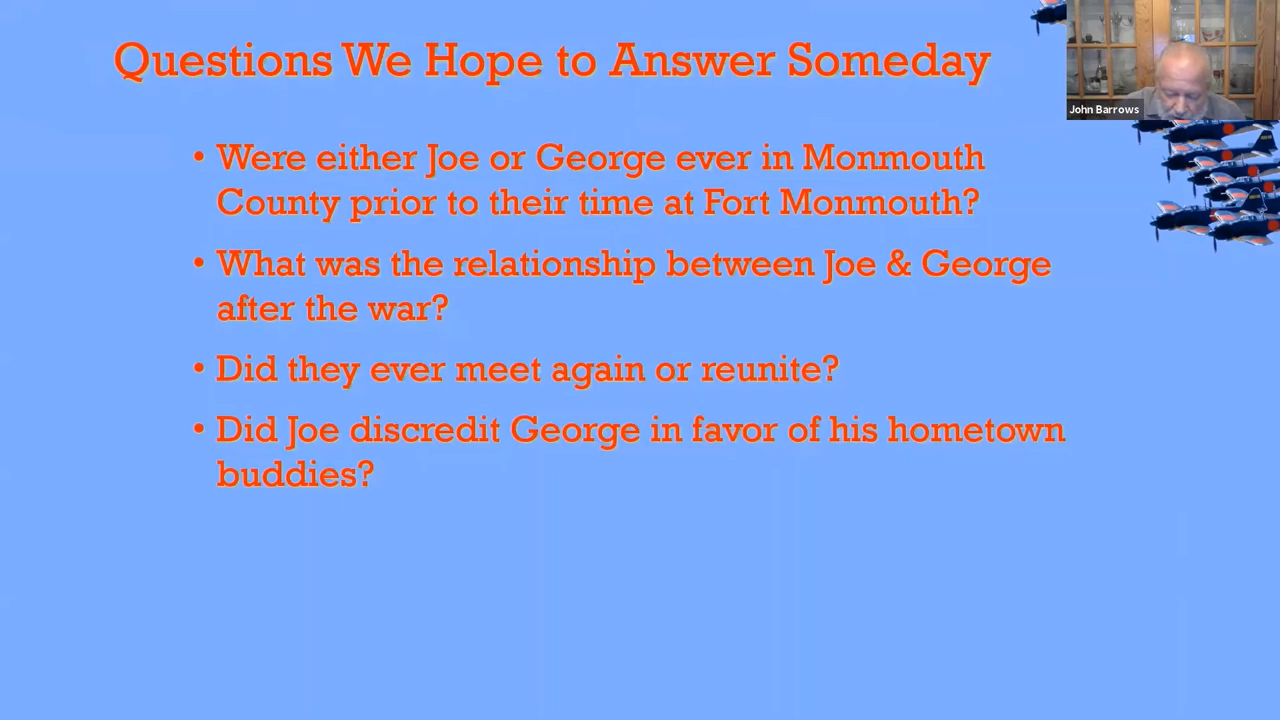 Questions We Hope to Answer Someday
John Barrows
• Were either Joe or George ever in Monmouth
County prior to their time at Fort Monmouth?
• What was the relationship between Joe & George
after the war?
• Did they ever meet again or reunite?
• Did Joe discredit George in favor of his hometown
buddies?